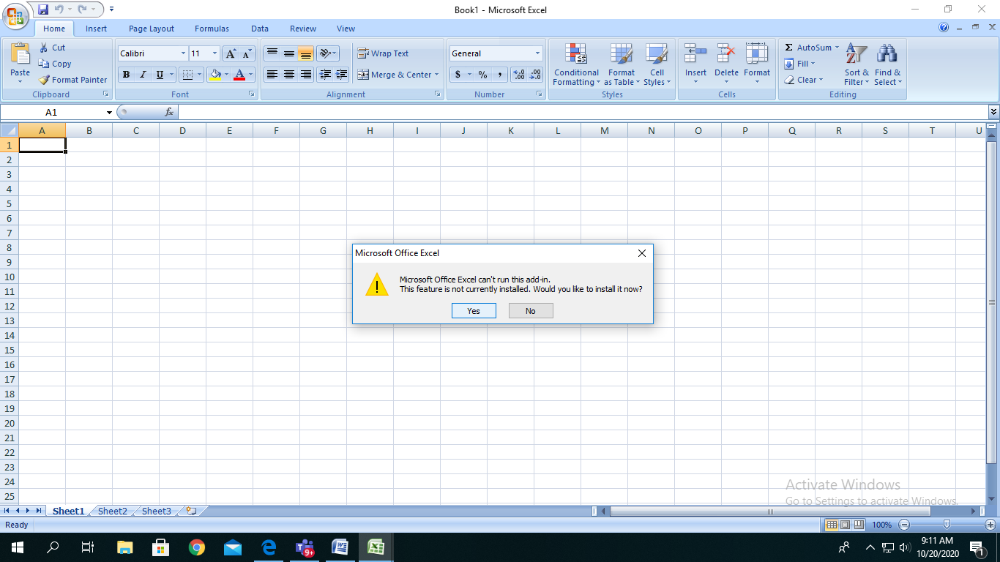 Book1 - Microsoft Excel
Home Insert Page Layout Formulas Data Review View
Paste
Cut
Copy
Format Painter
Clipboard
Calibri 11
B I U
Font
Wrap Text
Merge & Center
Alignment
General
$ % ,
Number
Conditional Formatting
Format as Table
Cell Styles
Styles
Insert Delete Format
Cells
Σ AutoSum
Fill
Clear
Sort & Filter
Find & Select
Editing
A1 fx
A B C D E F G H I J K L M N O P Q R S T U
1
2
3
4
5
6
7
8
9
10
11
12
13
14
15
16
17
18
19
20
21
22
23
24
25
Microsoft Office Excel
Microsoft Office Excel can't run this add-in.
This feature is not currently installed. Would you like to install it now?
Yes No
Activate Windows
Go to Settings to activate Windows.
Sheet1 Sheet2 Sheet3
Ready 100%
9+
9:11 AM
10/20/2020
1